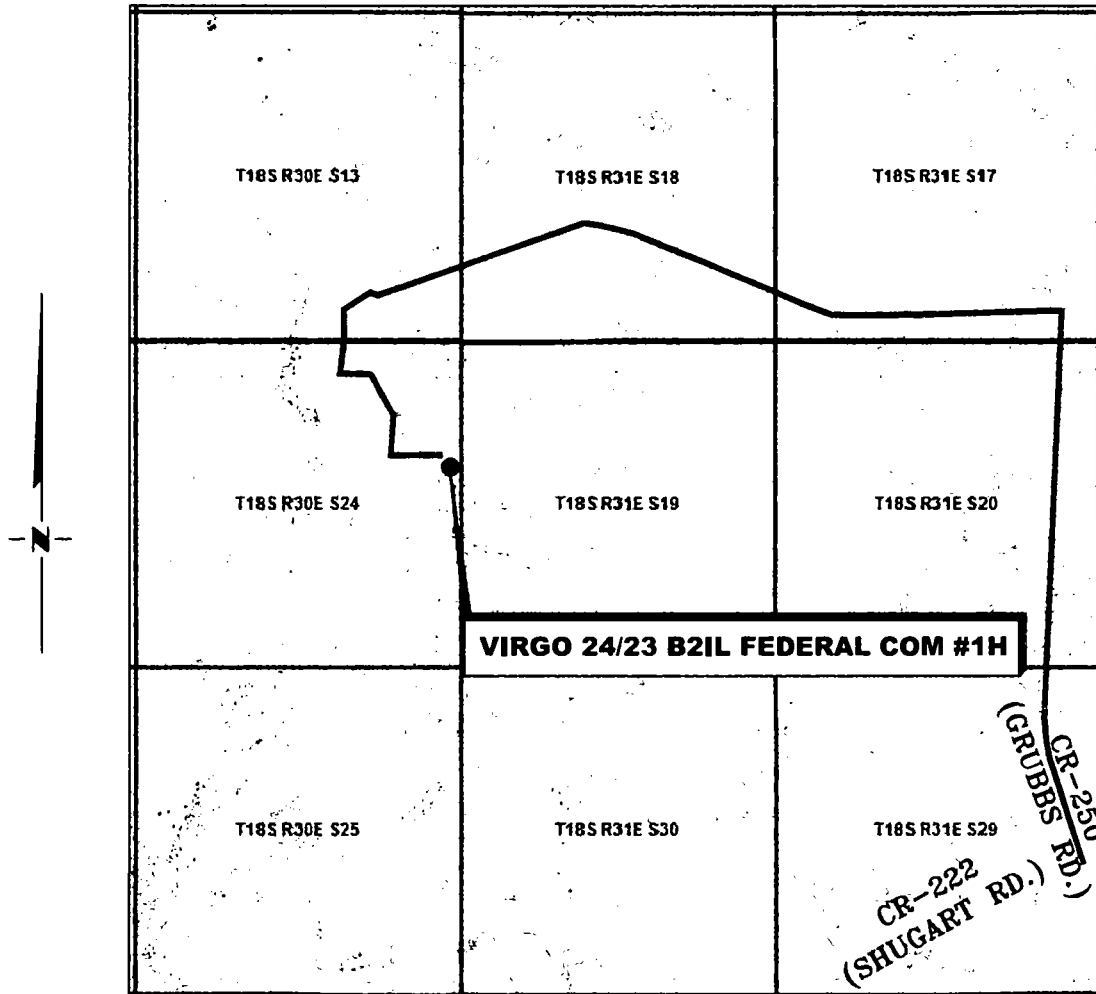 T18S R30E S13
T18S R31E S18
T18S R31E S17
T18S R30E S24
T18S R31E S19
T18S R31E S20
N
VIRGO 24/23 B2IL FEDERAL COM #1H
T18S R30E S25
T18S R31E S30
T18S R31E S29
CR-250
(GRUBBS RD.)
CR-222
(SHUGART RD.)